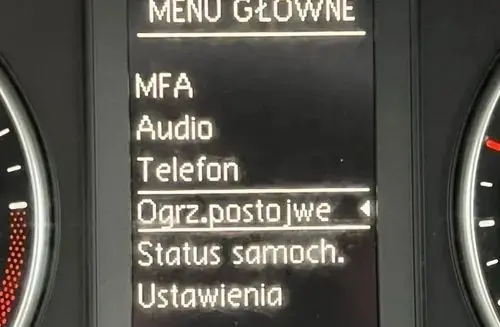 MENU GŁÓWNE
MFA
Audio
Telefon
Ogrz.postojwe
Status samoch.
Ustawienia